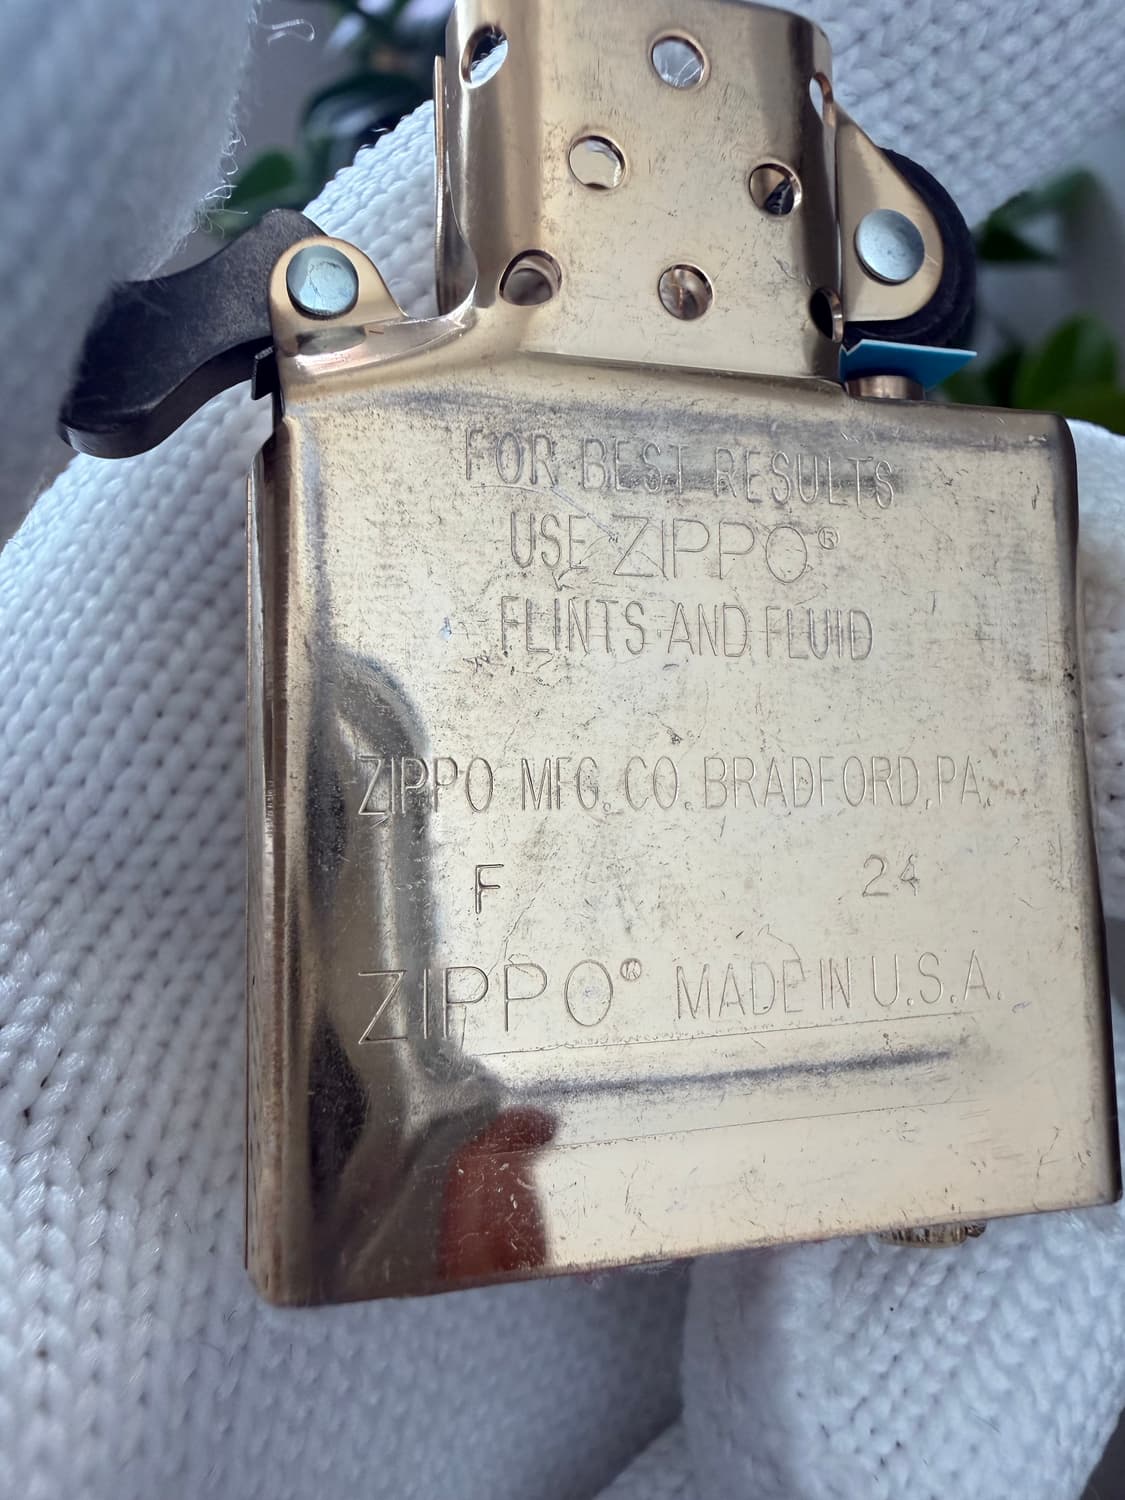 FOR BEST RESULTS
USE ZIPPO®
FLINTS AND FLUID
ZIPPO MFG. CO. BRADFORD, PA.
F 24
ZIPPO® MADE IN U.S.A.